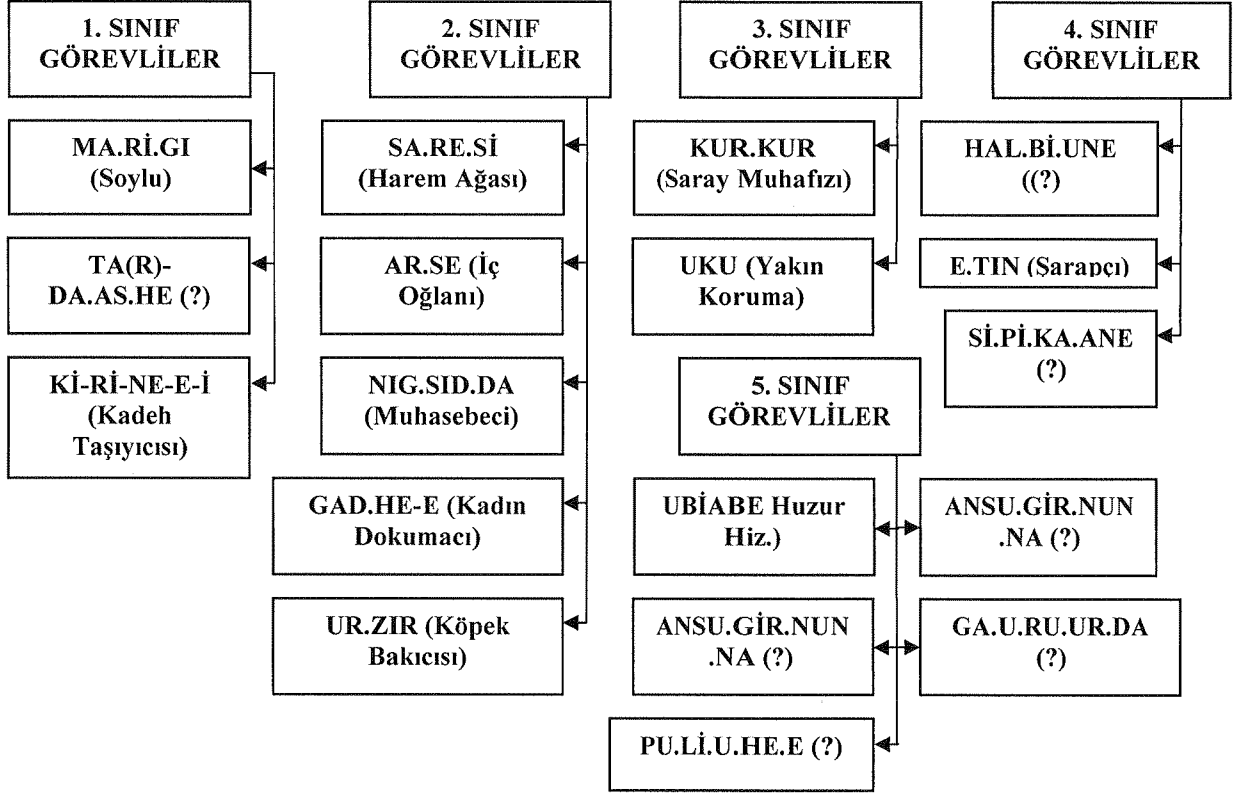 1. SINIF
GÖREVLİLER
MA.Rİ.GI
(Soylu)
TA(R)-
DA.AS.HE (?)
Kİ-Rİ-NE-E-İ
(Kadeh
Taşıyıcısı)
2. SINIF
GÖREVLİLER
SA.RE.Sİ
(Harem Ağası)
AR.SE (İç
Oğlanı)
NIG.SID.DA
(Muhasebeci)
GAD.HE-E (Kadın
Dokumacı)
UR.ZIR (Köpek
Bakıcısı)
3. SINIF
GÖREVLİLER
KUR.KUR
(Saray Muhafızı)
UKU (Yakın
Koruma)
4. SINIF
GÖREVLİLER
HAL.Bİ.UNE
((?)
E.TIN (Şarapçı)
Sİ.Pİ.KA.ANE
(?)
5. SINIF
GÖREVLİLER
UBİABE Huzur
Hiz.)
ANSU.GİR.NUN
.NA (?)
ANSU.GİR.NUN
.NA (?)
GA.U.RU.UR.DA
(?)
PU.Lİ.U.HE.E (?)